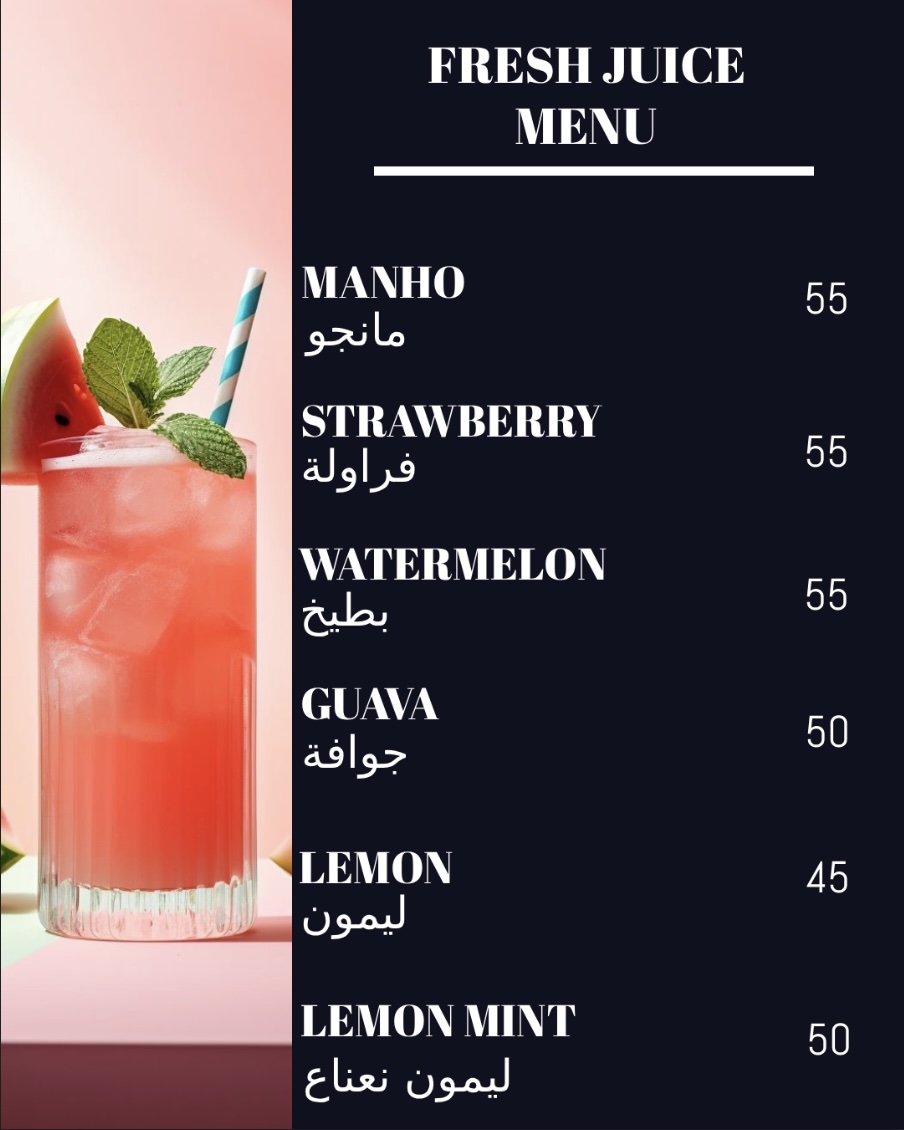 FRESH JUICE
MENU
MANHO
55
مانجو
STRAWBERRY
55
فراولة
WATERMELON
55
بطيخ
GUAVA
50
جوافة
LEMON
45
ليمون
LEMON MINT
50
ليمون نعناع